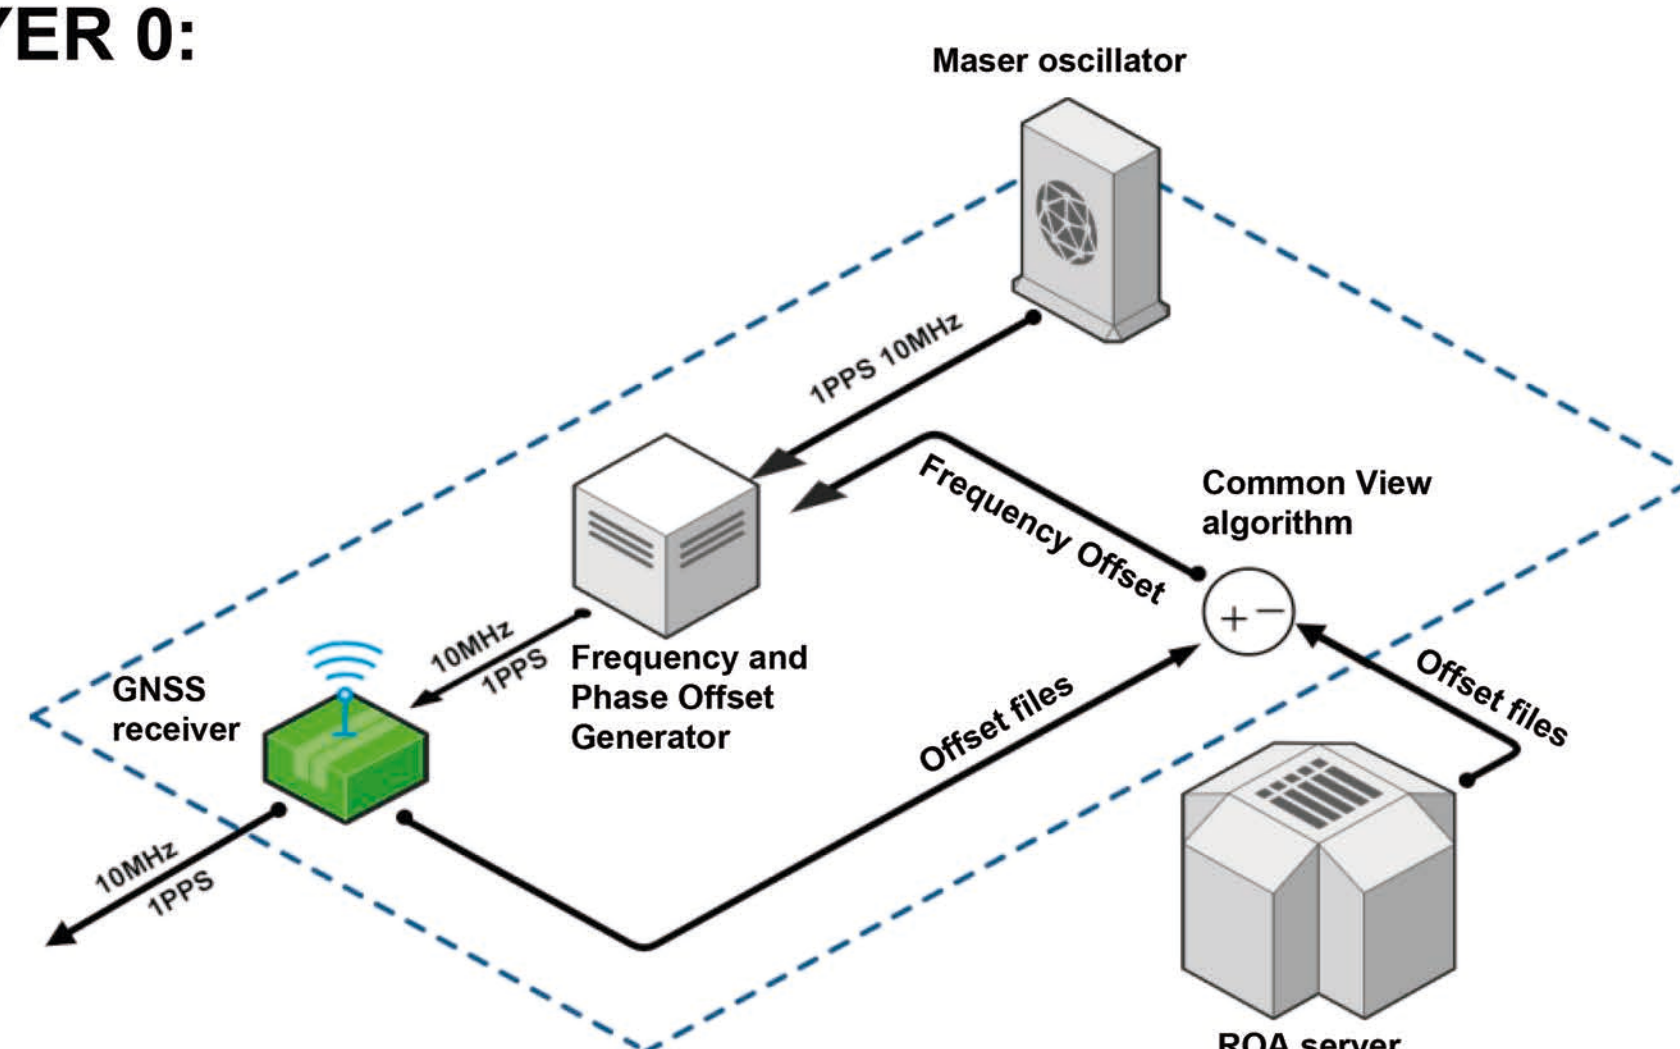 YER 0:
Maser oscillator
1PPS 10MHz
Frequency Offset
Common View
algorithm
10MHz
1PPS
Frequency and
Phase Offset
Generator
GNSS
receiver
Offset files
Offset files
10MHz
1PPS
ROA server